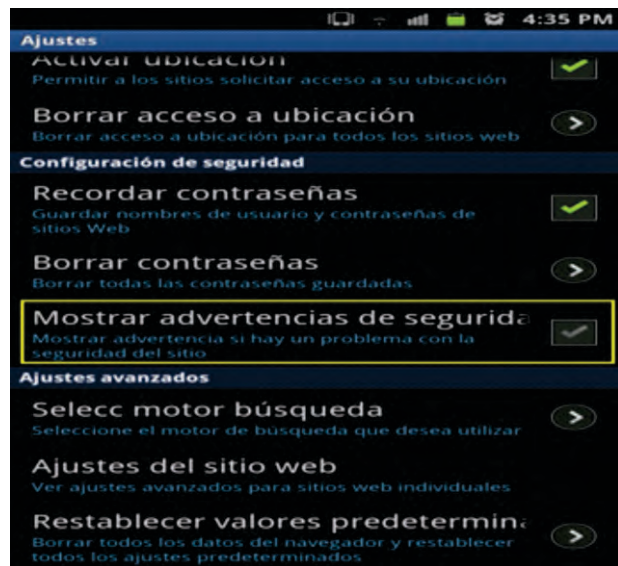 4:35 PM
Ajustes
Activar ubicación
Permitir a los sitios solicitar acceso a su ubicación
Borrar acceso a ubicación
Borrar acceso a ubicación para todos los sitios web
Configuración de seguridad
Recordar contraseñas
Guardar nombres de usuario y contraseñas de
sitios Web
Borrar contraseñas
Borrar todas las contraseñas guardadas
Mostrar advertencias de segurida
Mostrar advertencia si hay un problema con la
seguridad del sitio
Ajustes avanzados
Selecc motor búsqueda
Seleccione el motor de búsqueda que desea utilizar
Ajustes del sitio web
Ver ajustes avanzados para sitios web individuales
Restablecer valores predetermina
Borrar todos los datos del navegador y restablecer
todos los ajustes predeterminados